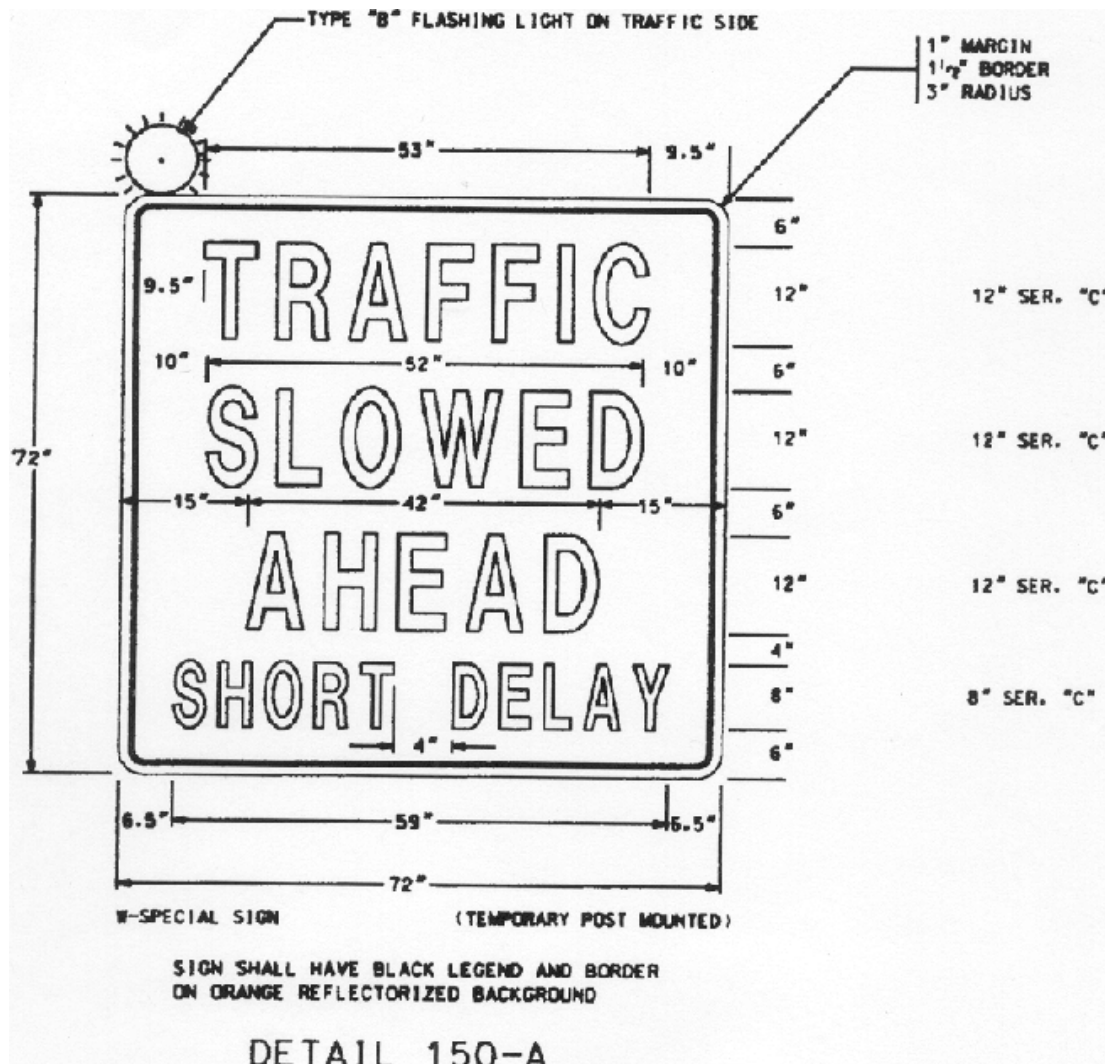 TYPE "B" FLASHING LIGHT ON TRAFFIC SIDE
1" MARGIN
1 1/2" BORDER
3" RADIUS
53" 9.5"
6"
TRAFFIC
9.5" 12" 12" SER. "C"
10" 52" 10" 6"
SLOWED
72" 12" 12" SER. "C"
15" 42" 15" 6"
AHEAD
12" 12" SER. "C"
4"
SHORT DELAY
8" 8" SER. "C"
4" 6"
6.5" 59" 6.5"
72"
W-SPECIAL SIGN (TEMPORARY POST MOUNTED)
SIGN SHALL HAVE BLACK LEGEND AND BORDER
ON ORANGE REFLECTORIZED BACKGROUND
DETAIL 150-A